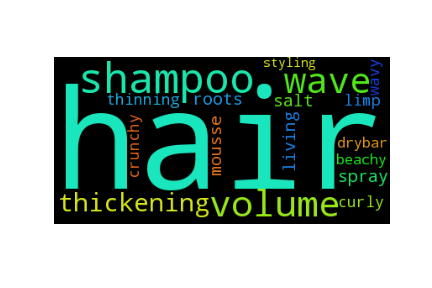 styling
shampoo
wave
wavy
thinning
roots
salt
limp
hair
crunchy
mousse
living
drybar
beachy
spray
thickening
volume
curly